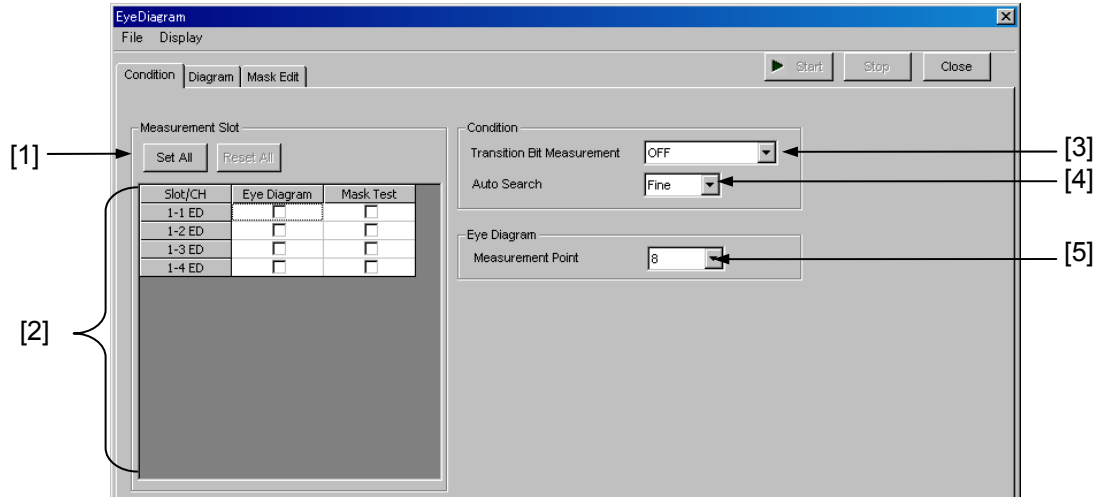 EyeDiagram
File Display
Start Stop Close
Condition Diagram Mask Edit
Measurement Slot
Set All Reset All
Slot/CH Eye Diagram Mask Test
1-1 ED
1-2 ED
1-3 ED
1-4 ED
Condition
Transition Bit Measurement OFF
Auto Search Fine
Eye Diagram
Measurement Point 8
[1]
[2]
[3]
[4]
[5]